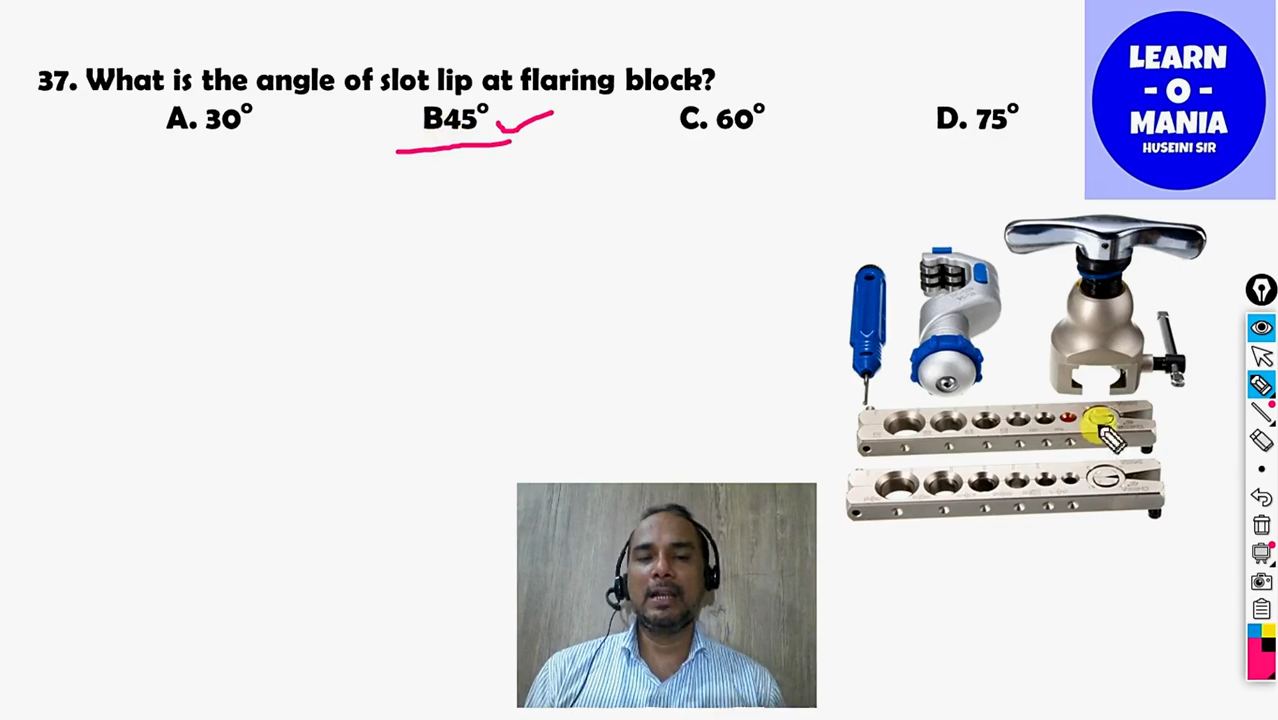 37. What is the angle of slot lip at flaring block?
A. 30° B45° C. 60° D. 75°
LEARN
- O -
MANIA
HUSEINI SIR